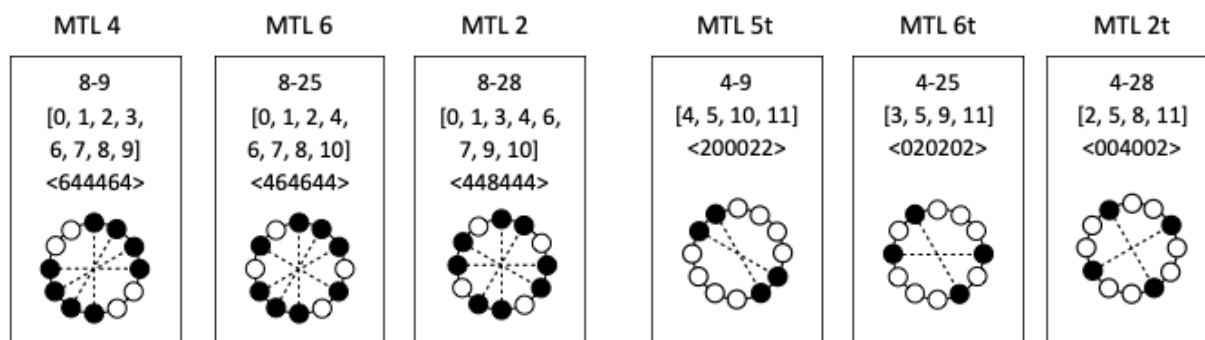 MTL 4
8-9
[0, 1, 2, 3,
6, 7, 8, 9]
<644464>
MTL 6
8-25
[0, 1, 2, 4,
6, 7, 8, 10]
<464644>
MTL 2
8-28
[0, 1, 3, 4, 6,
7, 9, 10]
<448444>
MTL 5t
4-9
[4, 5, 10, 11]
<200022>
MTL 6t
4-25
[3, 5, 9, 11]
<020202>
MTL 2t
4-28
[2, 5, 8, 11]
<004002>